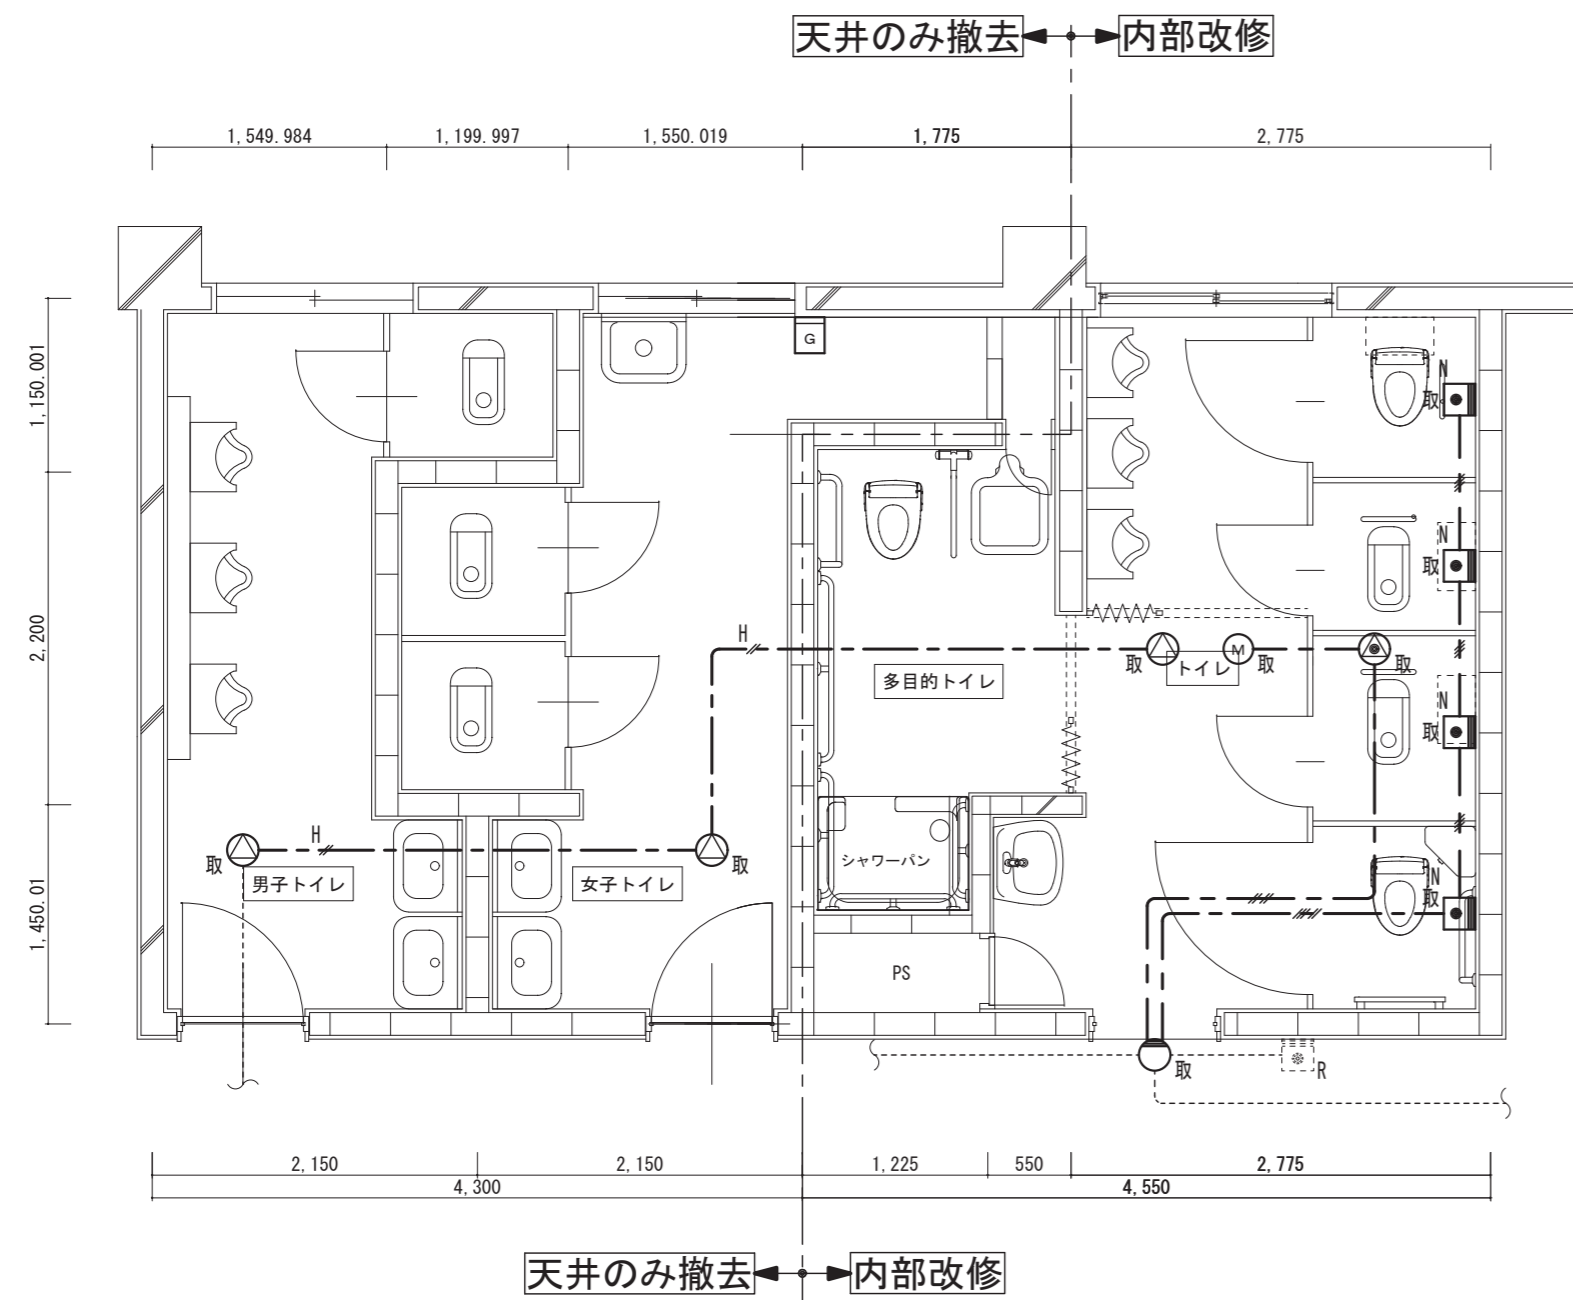 天井のみ撤去 内部改修
1,549.984 1,199.997 1,550.019 1,775 2,775
1,150.001
2,200
1,450.01
G
N
取
N
取
H
M
取 トイレ 取 取
多目的トイレ
N
取
H
取 取
男子トイレ 女子トイレ
シャワーパン
N
取
PS
取 R
2,150 2,150 1,225 550 2,775
4,300 4,550
天井のみ撤去 内部改修